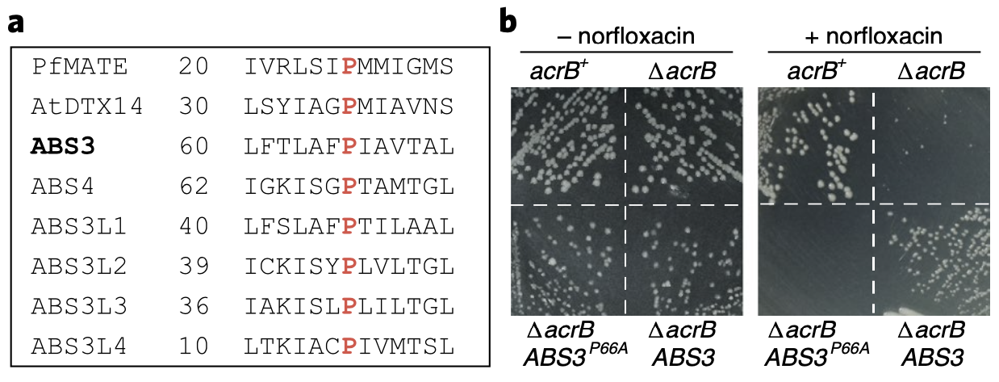 a
PfMATE 20 IVRLSIPMMIGMS
AtDTX14 30 LSYIAGPMIAVNS
ABS3 60 LFTLAFPIAVTAL
ABS4 62 IGKISGPTAMTGL
ABS3L1 40 LFSLAFPTILAAL
ABS3L2 39 ICKISYPLVLTGL
ABS3L3 36 IAKISLPLILTGL
ABS3L4 10 LTKIACPIVMTSL
b
– norfloxacin + norfloxacin
acrB+ ΔacrB acrB+ ΔacrB
ΔacrB ΔacrB ΔacrB ΔacrB
ABS3P66A ABS3 ABS3P66A ABS3